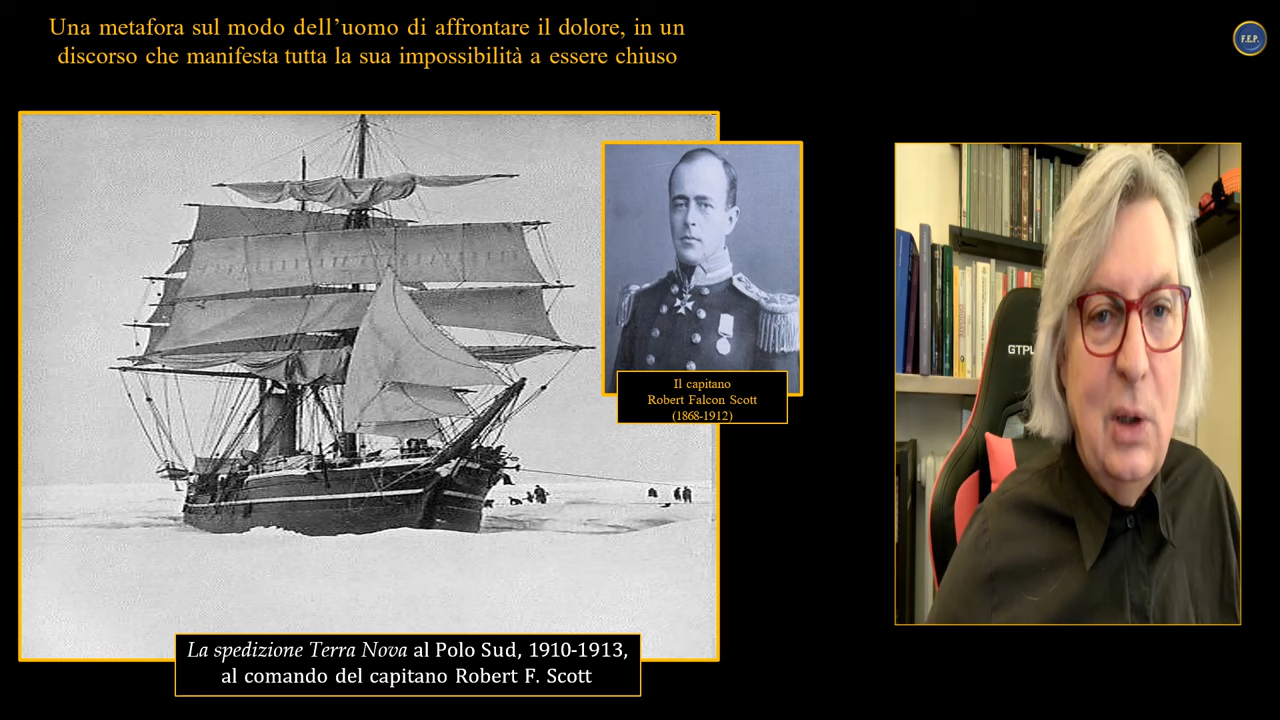 Una metafora sul modo dell’uomo di affrontare il dolore, in un
discorso che manifesta tutta la sua impossibilità a essere chiuso
F.E.P.
Il capitano
Robert Falcon Scott
(1868-1912)
GTPL
La spedizione Terra Nova al Polo Sud, 1910-1913,
al comando del capitano Robert F. Scott